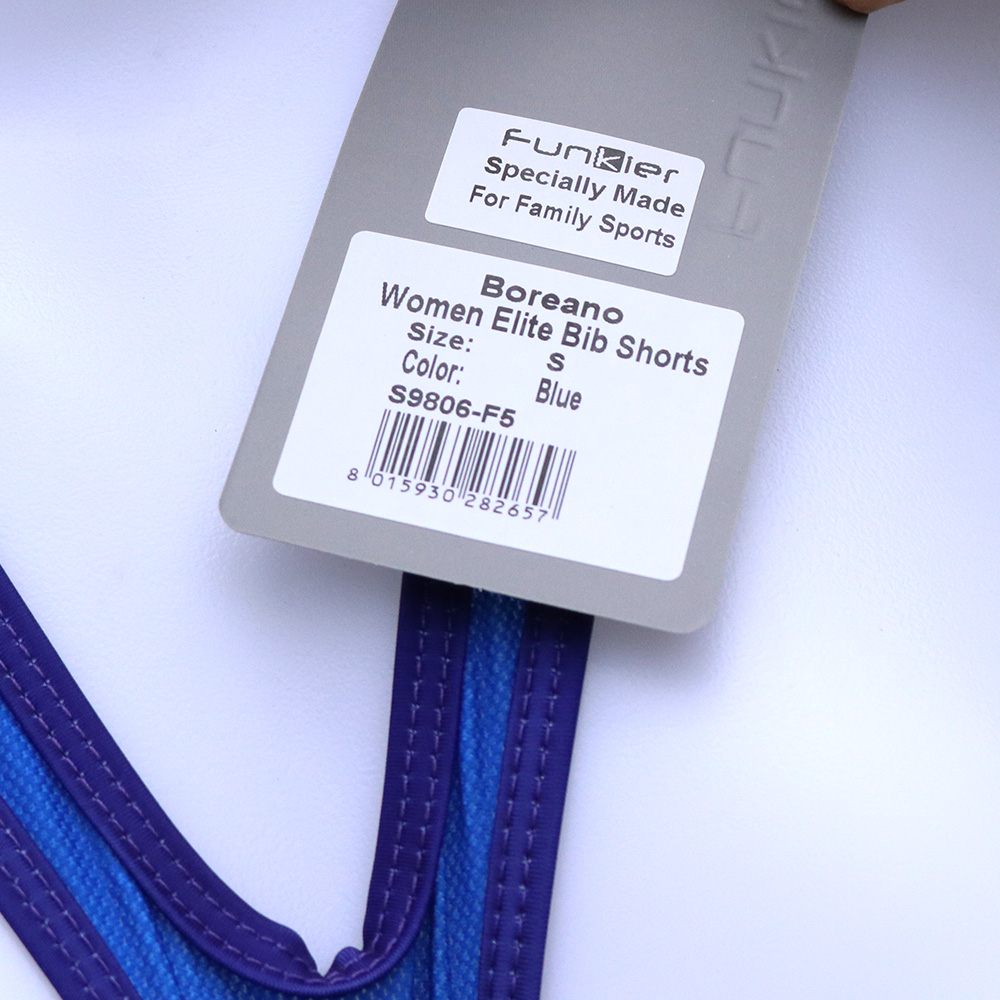 Funkier
Specially Made
For Family Sports
Boreano
Women Elite Bib Shorts
Size: S
Color: Blue
S9806-F5
8 015930 282657